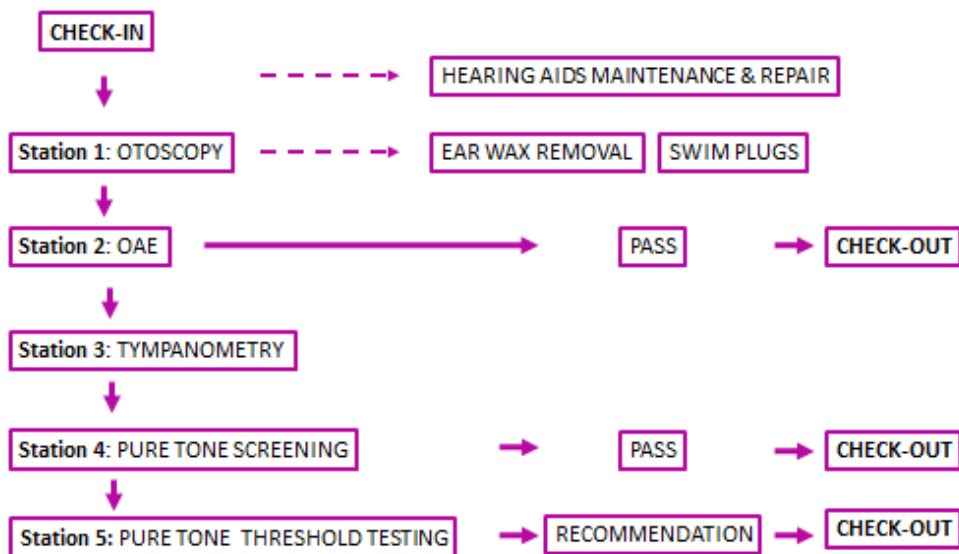 CHECK-IN
HEARING AIDS MAINTENANCE & REPAIR
Station 1: OTOSCOPY
EAR WAX REMOVAL
SWIM PLUGS
Station 2: OAE
PASS
CHECK-OUT
Station 3: TYMPANOMETRY
Station 4: PURE TONE SCREENING
PASS
CHECK-OUT
Station 5: PURE TONE THRESHOLD TESTING
RECOMMENDATION
CHECK-OUT